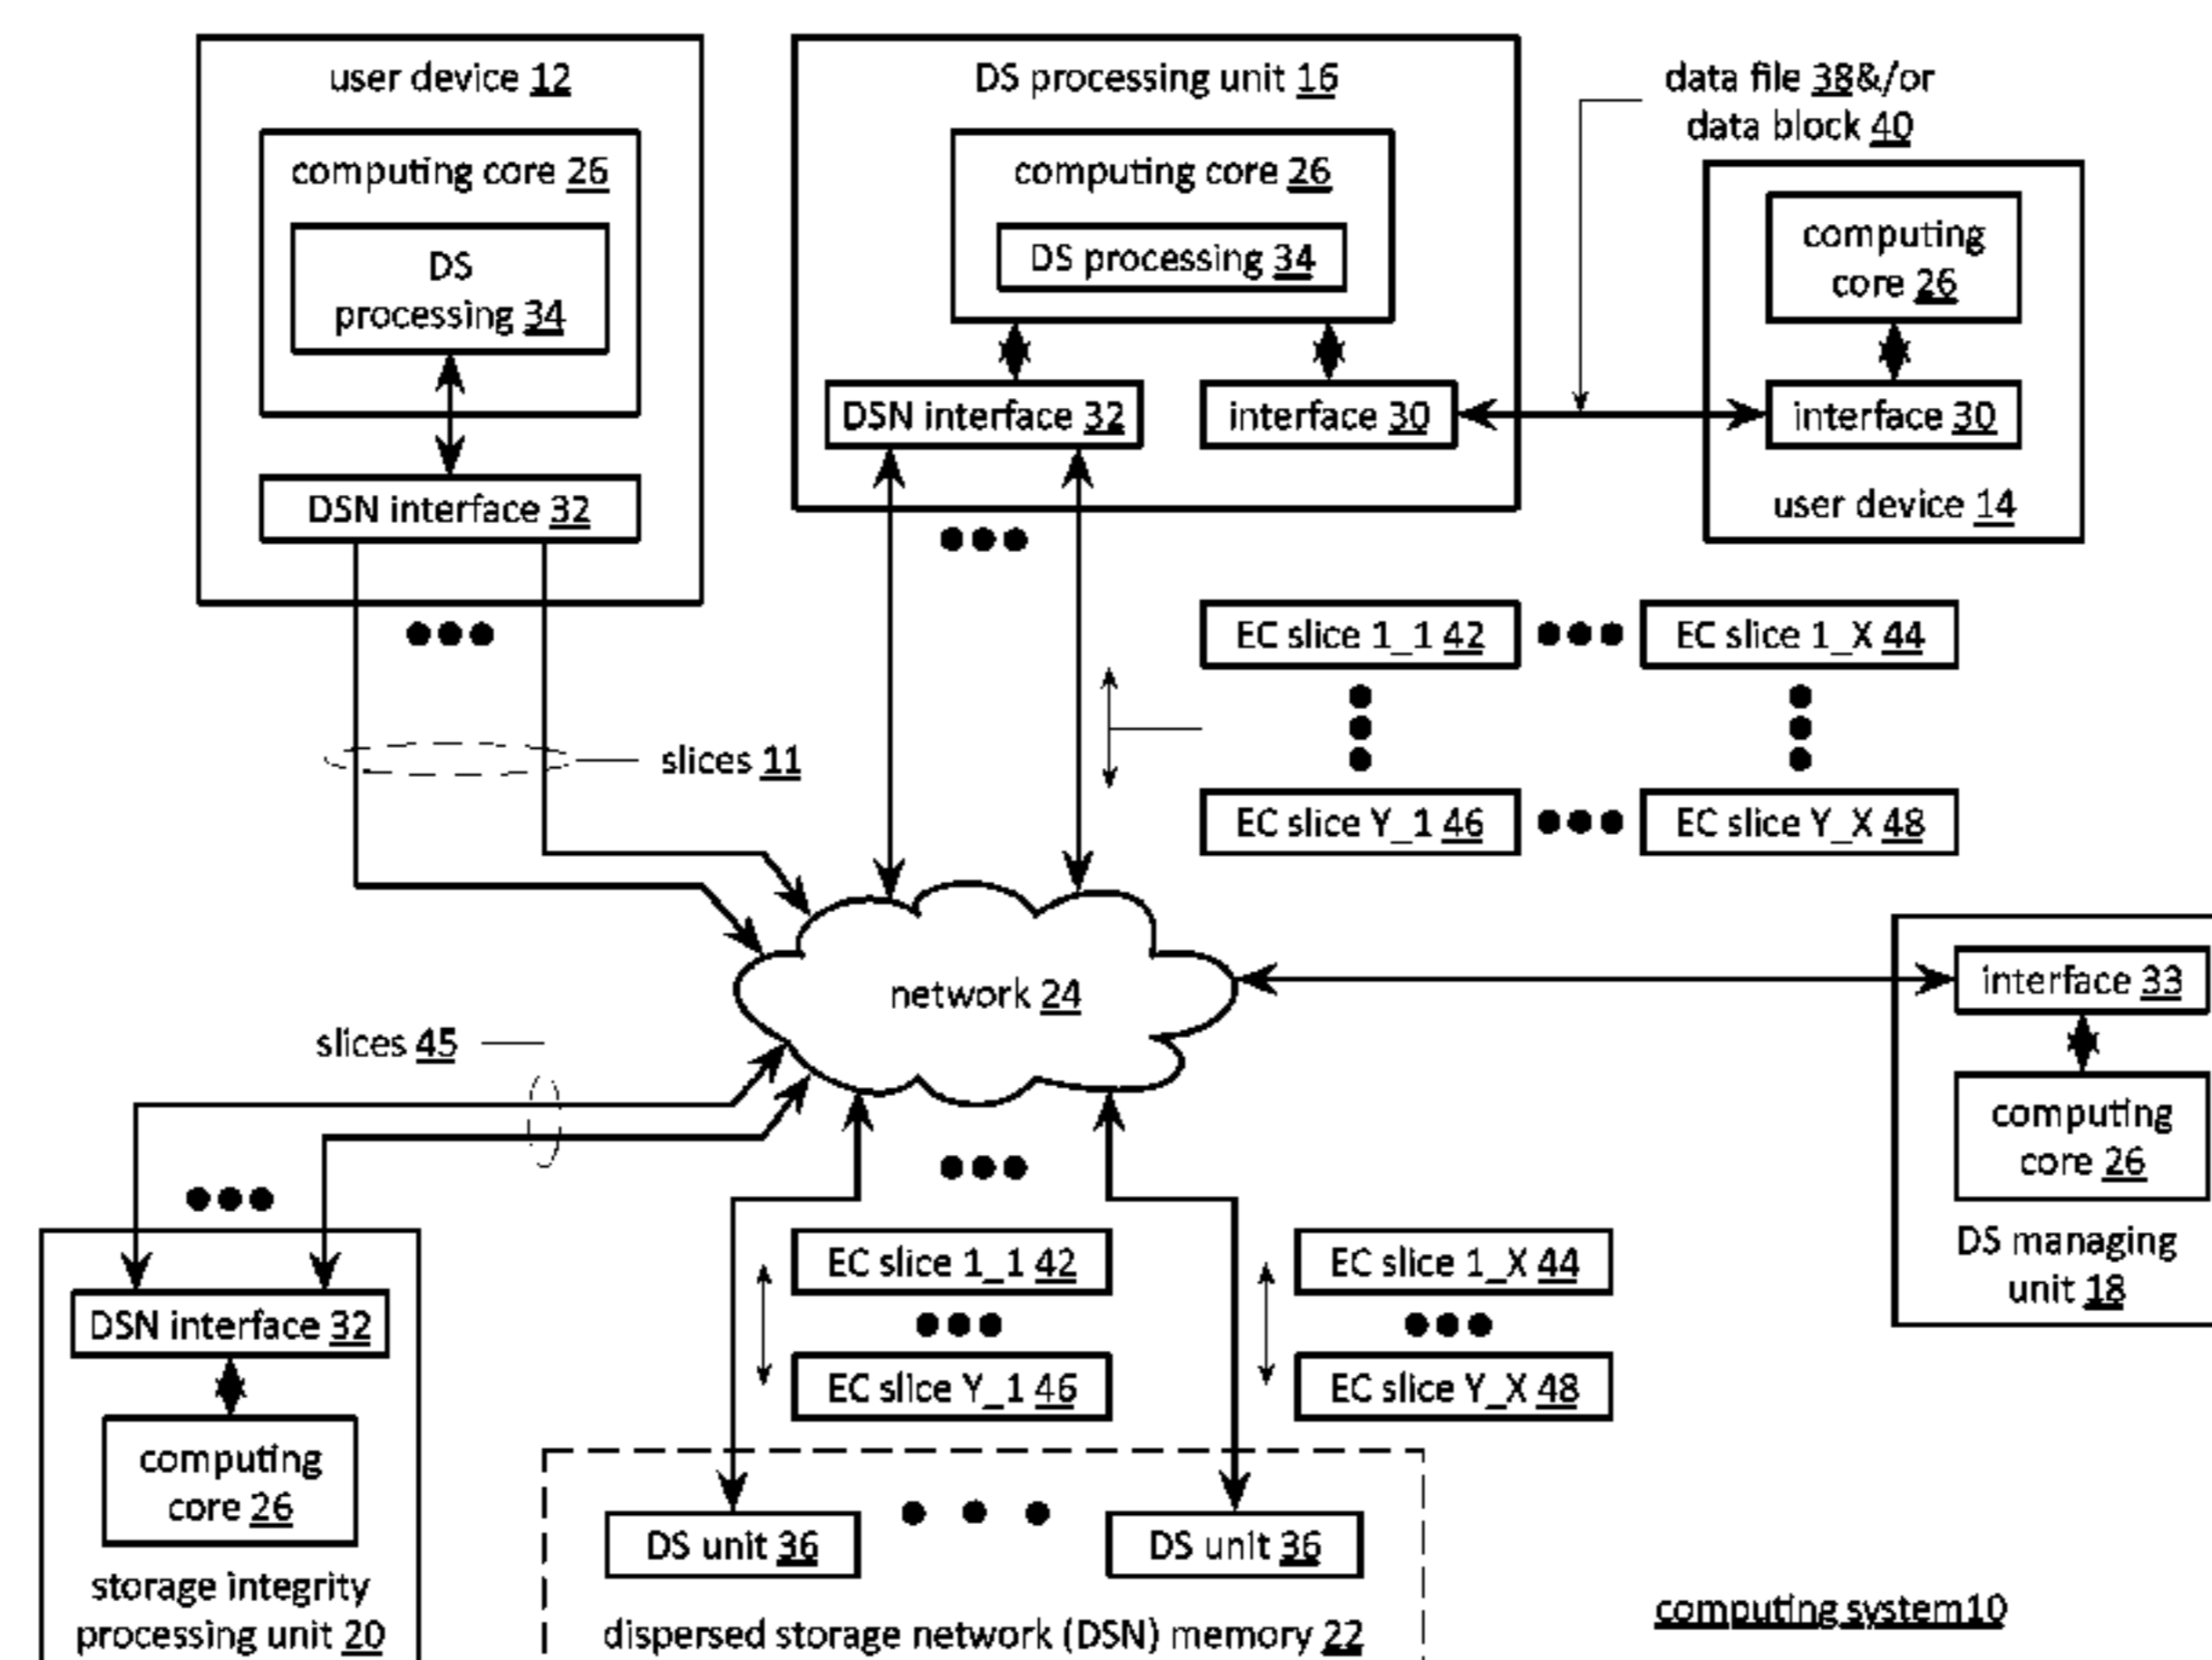 user device 12
computing core 26
DS
processing 34
DSN interface 32
slices 11
DS processing unit 16
computing core 26
DS processing 34
DSN interface 32
interface 30
data file 38&/or
data block 40
computing
core 26
interface 30
user device 14
EC slice 1_1 42
EC slice 1_X 44
EC slice Y_1 46
EC slice Y_X 48
network 24
interface 33
computing
core 26
DS managing
unit 18
slices 45
DSN interface 32
computing
core 26
storage integrity
processing unit 20
EC slice 1_1 42
EC slice Y_1 46
EC slice 1_X 44
EC slice Y_X 48
DS unit 36
DS unit 36
dispersed storage network (DSN) memory 22
computing system10